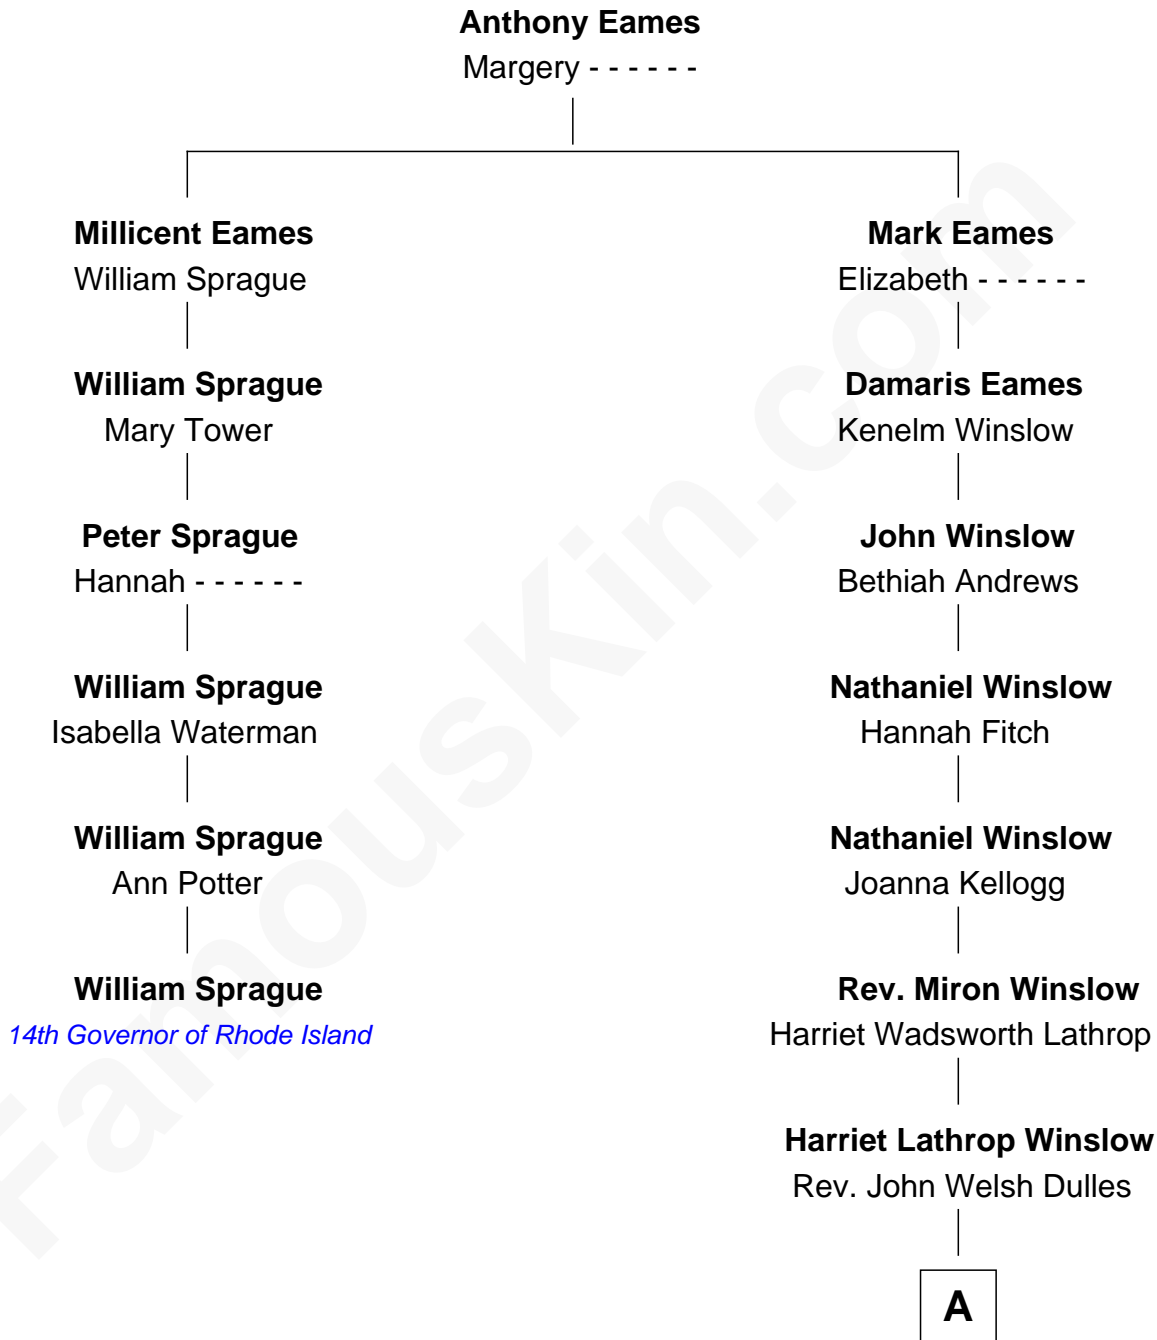 Anthony Eames
Margery - - - - - -
Millicent Eames
William Sprague
Mark Eames
Elizabeth - - - - - -
William Sprague
Mary Tower
Damaris Eames
Kenelm Winslow
Peter Sprague
Hannah - - - - - -
John Winslow
Bethiah Andrews
William Sprague
Isabella Waterman
Nathaniel Winslow
Hannah Fitch
William Sprague
Ann Potter
Nathaniel Winslow
Joanna Kellogg
William Sprague
14th Governor of Rhode Island
Rev. Miron Winslow
Harriet Wadsworth Lathrop
Harriet Lathrop Winslow
Rev. John Welsh Dulles
A
FamousKin.com